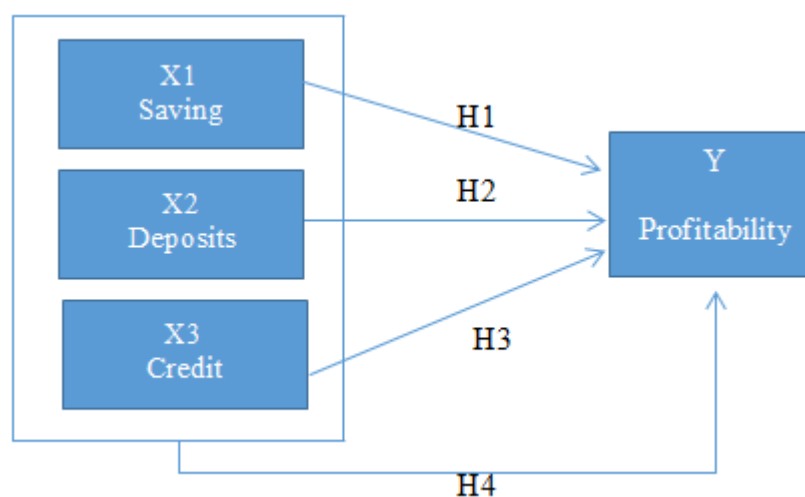 X1
Saving
H1
X2
Deposits
H2
Y
Profitability
X3
Credit
H3
H4